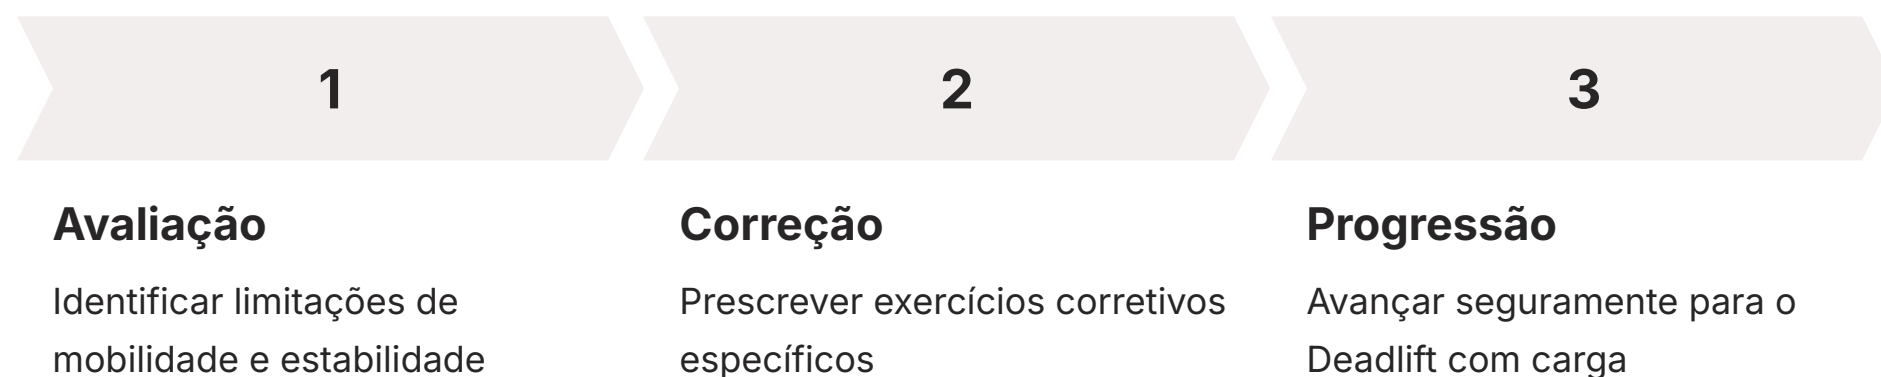 1
Avaliação
Identificar limitações de
mobilidade e estabilidade
2
Correção
Prescrever exercícios corretivos
específicos
3
Progressão
Avançar seguramente para o
Deadlift com carga